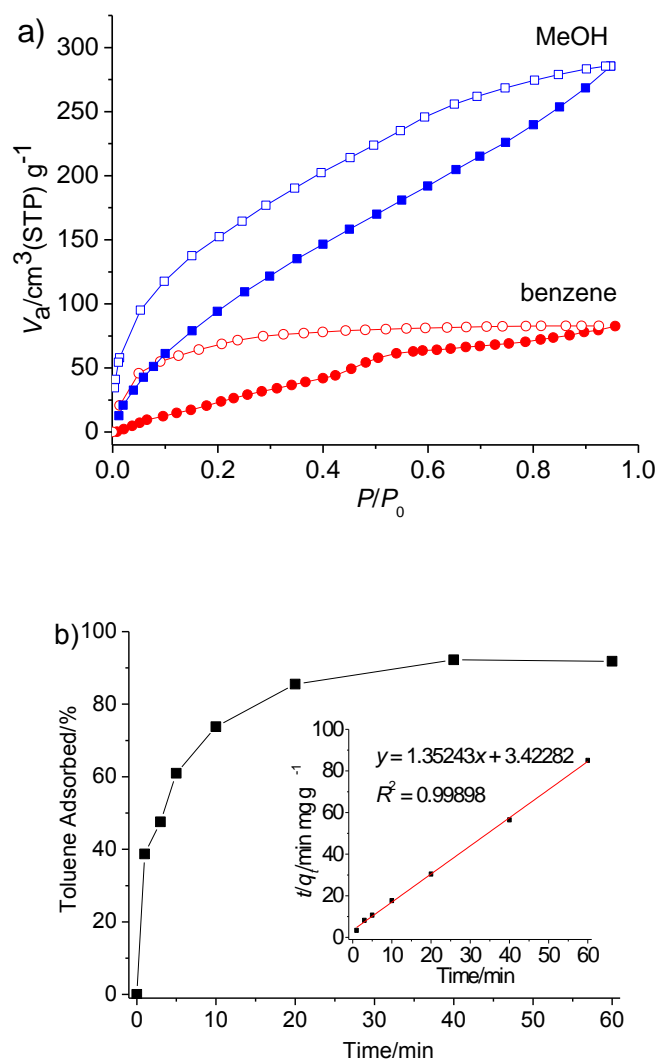 a)
MeOH
benzene
Va/cm3(STP) g-1
300
250
200
150
100
50
0
0.0 0.2 0.4 0.6 0.8 1.0
P/P0
b)
Toluene Adsorbed/%
100
80
60
40
20
0
0 10 20 30 40 50 60
Time/min
y = 1.35243x + 3.42282
R2 = 0.99898
t/qt/min mg g-1
100
80
60
40
20
0
0 10 20 30 40 50 60
Time/min